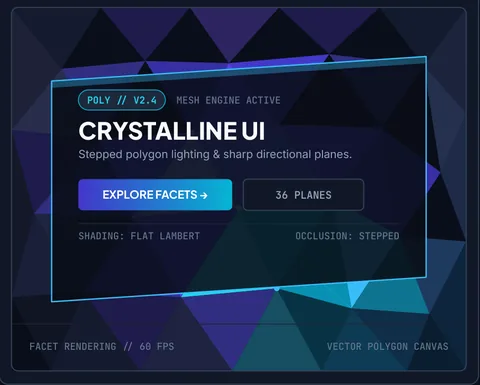 POLY // V2.4 MESH ENGINE ACTIVE
CRYSTALLINE UI
Stepped polygon lighting & sharp directional planes.
EXPLORE FACETS → 36 PLANES
SHADING: FLAT LAMBERT OCCLUSION: STEPPED
FACET RENDERING // 60 FPS VECTOR POLYGON CANVAS